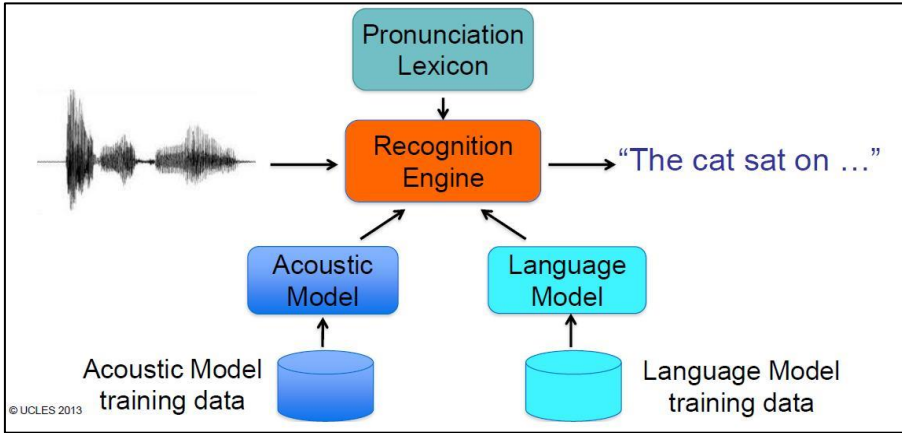 Pronunciation
Lexicon
Recognition
Engine
“The cat sat on …”
Acoustic
Model
Language
Model
Acoustic Model
training data
Language Model
training data
© UCLES 2013